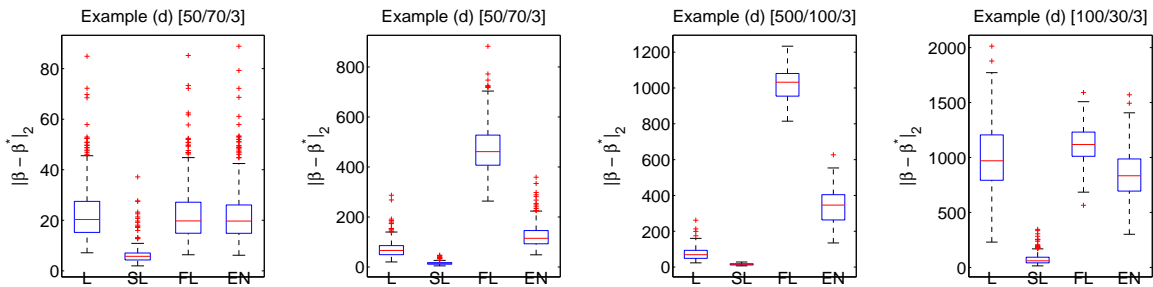 Example (d) [50/70/3]
80
60
40
20
0
|β − β*|₂
L SL FL EN
Example (d) [50/70/3]
800
600
400
200
0
|β − β*|₂
L SL FL EN
Example (d) [500/100/3]
1200
1000
800
600
400
200
0
|β − β*|₂
L SL FL EN
Example (d) [100/30/3]
2000
1500
1000
500
0
|β − β*|₂
L SL FL EN